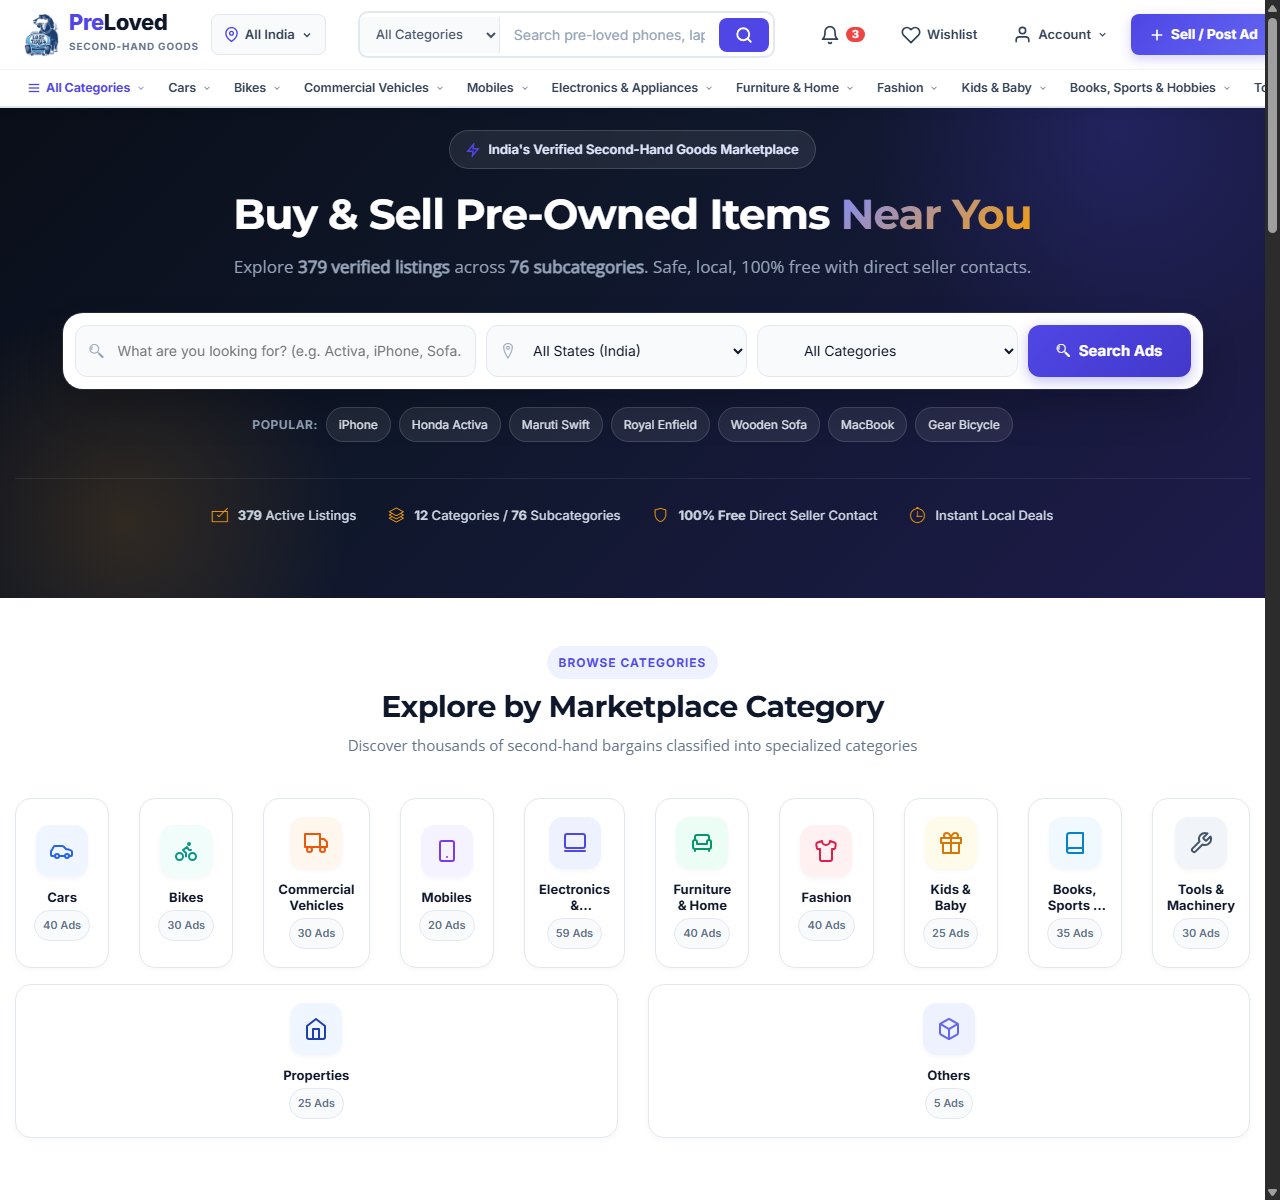 PreLoved
SECOND-HAND GOODS
All India
All Categories
Search pre-loved phones, lap
3
Wishlist
Account
Sell / Post Ad
All Categories
Cars
Bikes
Commercial Vehicles
Mobiles
Electronics & Appliances
Furniture & Home
Fashion
Kids & Baby
Books, Sports & Hobbies
India's Verified Second-Hand Goods Marketplace
Buy & Sell Pre-Owned Items Near You
Explore 379 verified listings across 76 subcategories. Safe, local, 100% free with direct seller contacts.
What are you looking for? (e.g. Activa, iPhone, Sofa.
All States (India)
All Categories
Search Ads
POPULAR:
iPhone
Honda Activa
Maruti Swift
Royal Enfield
Wooden Sofa
MacBook
Gear Bicycle
379 Active Listings
12 Categories / 76 Subcategories
100% Free Direct Seller Contact
Instant Local Deals
BROWSE CATEGORIES
Explore by Marketplace Category
Discover thousands of second-hand bargains classified into specialized categories
Cars
40 Ads
Bikes
30 Ads
Commercial
Vehicles
30 Ads
Mobiles
20 Ads
Electronics
&...
59 Ads
Furniture
& Home
40 Ads
Fashion
40 Ads
Kids &
Baby
25 Ads
Books,
Sports ...
35 Ads
Tools &
Machinery
30 Ads
Properties
25 Ads
Others
5 Ads